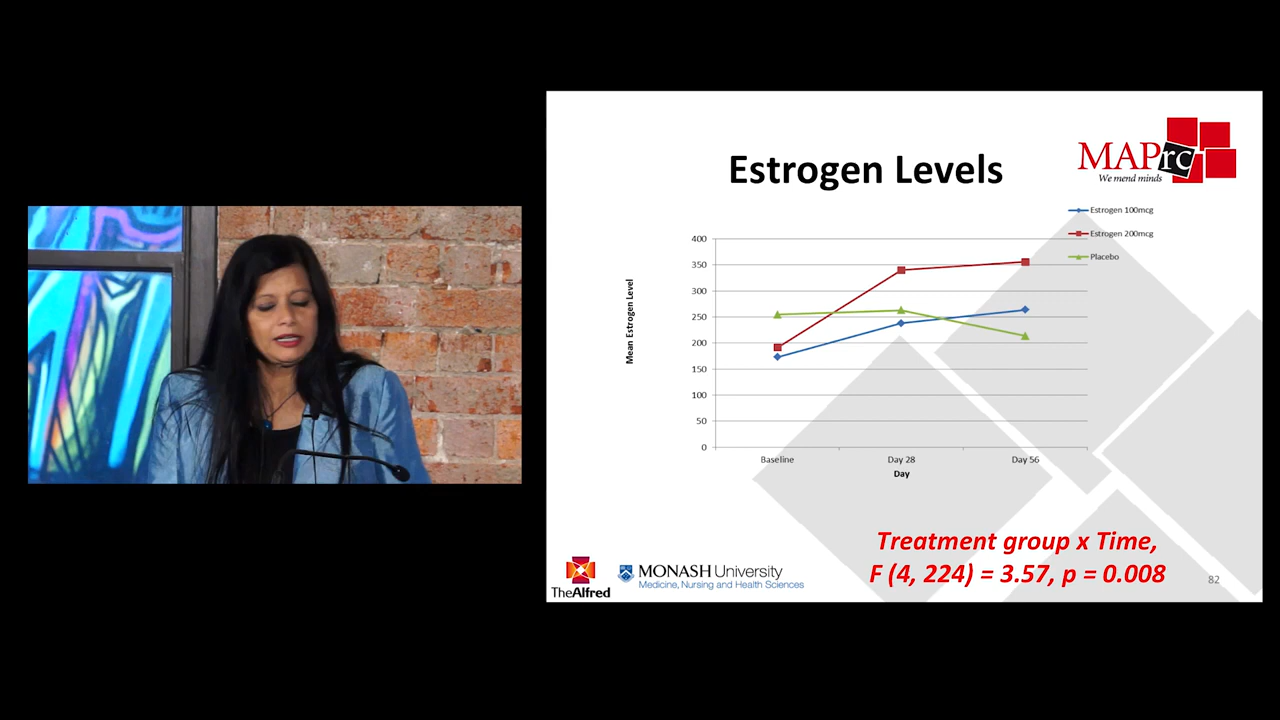 Estrogen Levels
MAPrc
We mend minds
Estrogen 100mcg
Estrogen 200mcg
Placebo
400
350
300
250
200
150
100
50
0
Mean Estrogen Level
Baseline
Day 28
Day 56
Day
Treatment group x Time,
F (4, 224) = 3.57, p = 0.008
82
TheAlfred
MONASH University
Medicine, Nursing and Health Sciences